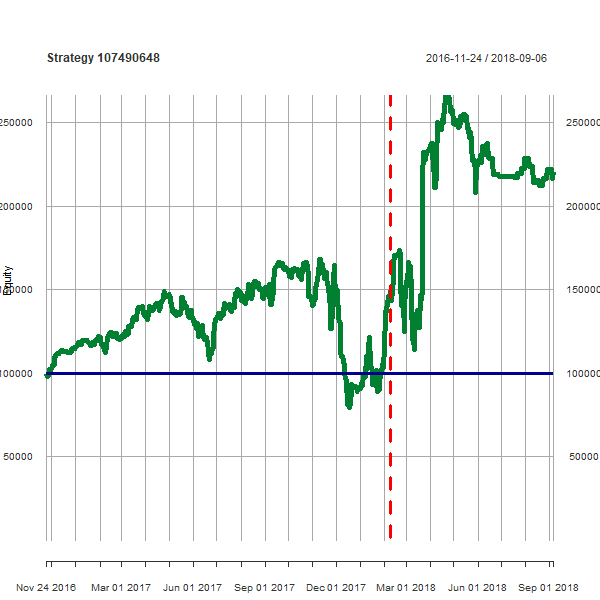 Strategy 107490648
2016-11-24 / 2018-09-06
250000 250000
200000 200000
Equity
150000 150000
100000 100000
50000 50000
Nov 24 2016 Mar 01 2017 Jun 01 2017 Sep 01 2017 Dec 01 2017 Mar 01 2018 Jun 01 2018 Sep 01 2018